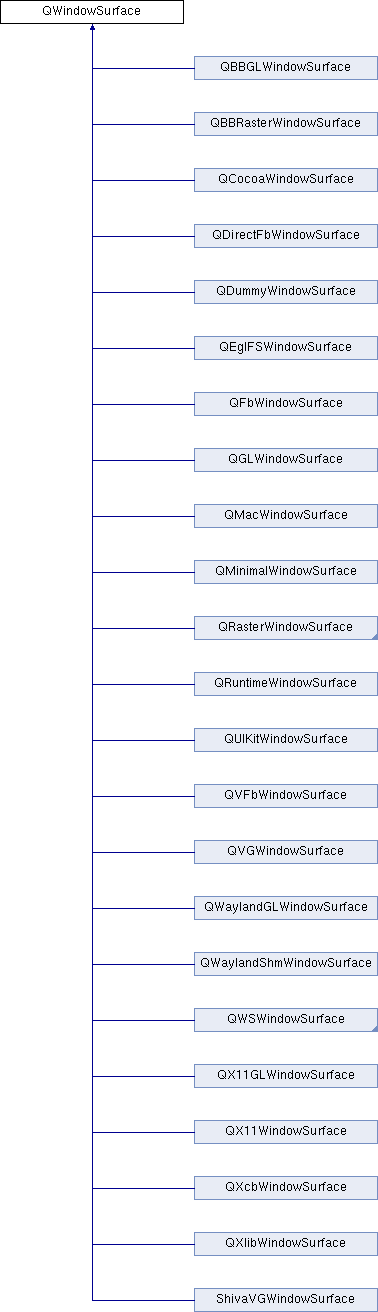 QWindowSurface
QBBGLWindowSurface
QBBRasterWindowSurface
QCocoaWindowSurface
QDirectFbWindowSurface
QDummyWindowSurface
QEglFSWindowSurface
QFbWindowSurface
QGLWindowSurface
QMacWindowSurface
QMinimalWindowSurface
QRasterWindowSurface
QRuntimeWindowSurface
QUIKitWindowSurface
QVFbWindowSurface
QVGWindowSurface
QWaylandGLWindowSurface
QWaylandShmWindowSurface
QWSWindowSurface
QX11GLWindowSurface
QX11WindowSurface
QXcbWindowSurface
QXlibWindowSurface
ShivaVGWindowSurface